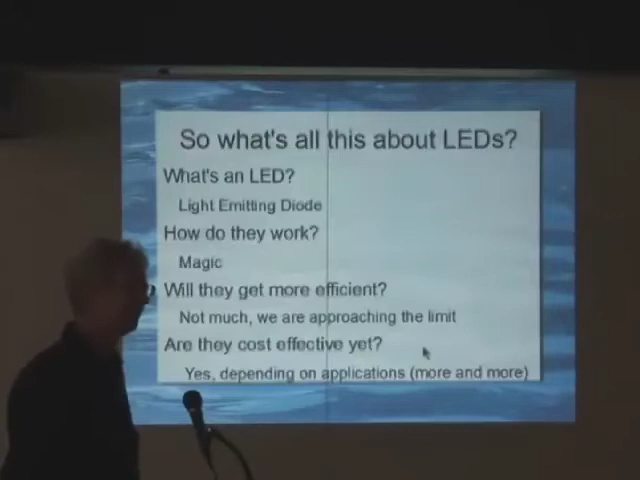 So what's all this about LEDs?
What's an LED?
Light Emitting Diode
How do they work?
Magic
Will they get more efficient?
Not much, we are approaching the limit
Are they cost effective yet?
Yes, depending on applications (more and more)